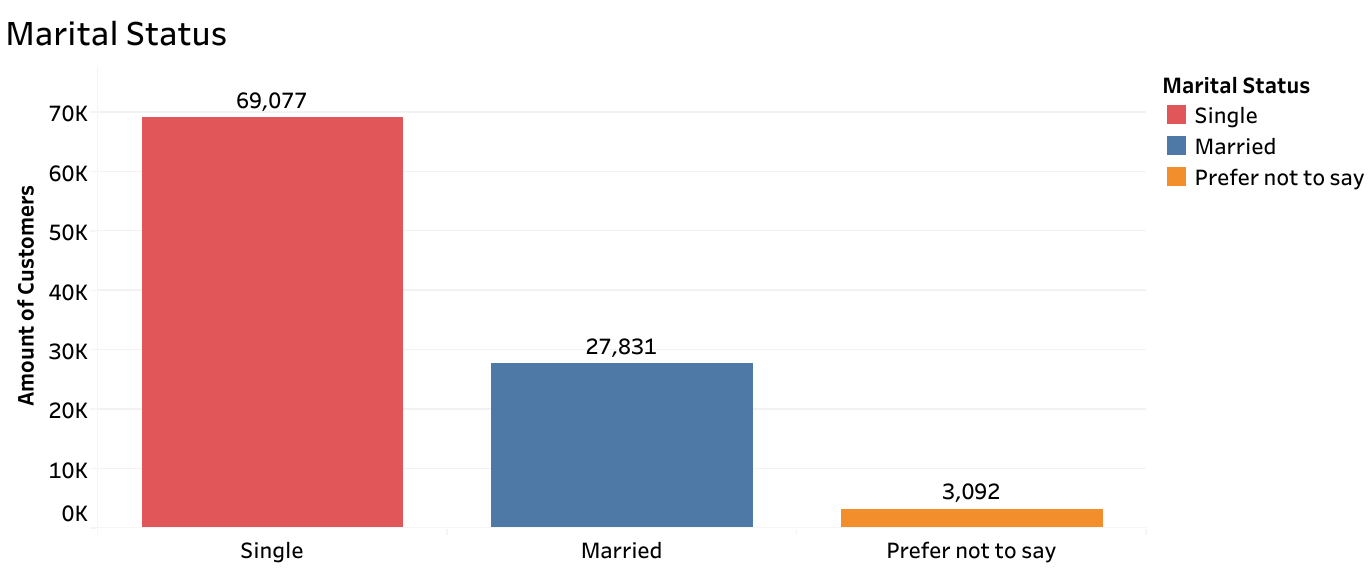 Marital Status
69,077
27,831
3,092
70K
60K
50K
40K
30K
20K
10K
0K
Amount of Customers
Single
Married
Prefer not to say
Marital Status
Single
Married
Prefer not to say